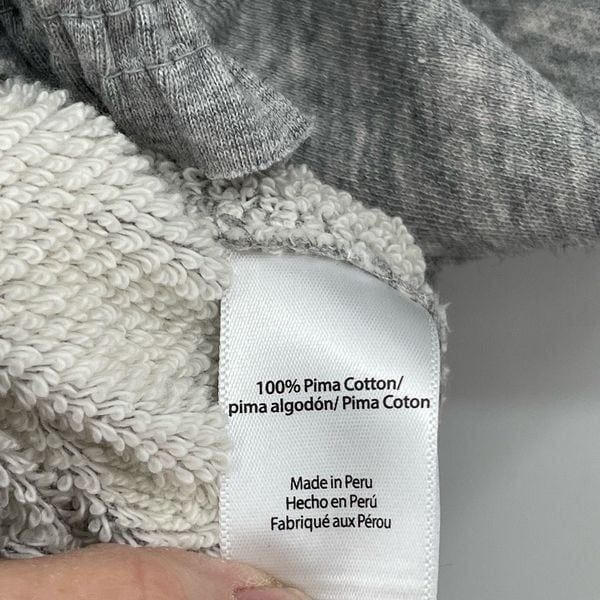 100% Pima Cotton/
pima algodón/ Pima Coton
Made in Peru
Hecho en Perú
Fabriqué aux Pérou